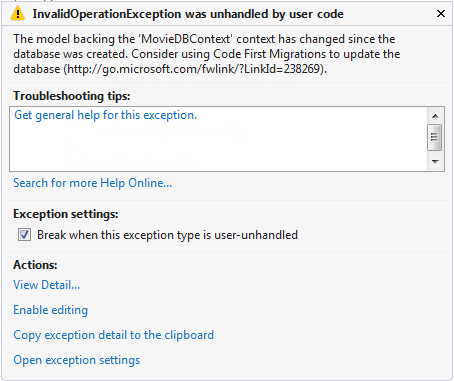 InvalidOperationException was unhandled by user code
The model backing the 'MovieDBContext' context has changed since the
database was created. Consider using Code First Migrations to update the
database (http://go.microsoft.com/fwlink/?LinkId=238269).
Troubleshooting tips:
Get general help for this exception.
Search for more Help Online...
Exception settings:
Break when this exception type is user-unhandled
Actions:
View Detail...
Enable editing
Copy exception detail to the clipboard
Open exception settings